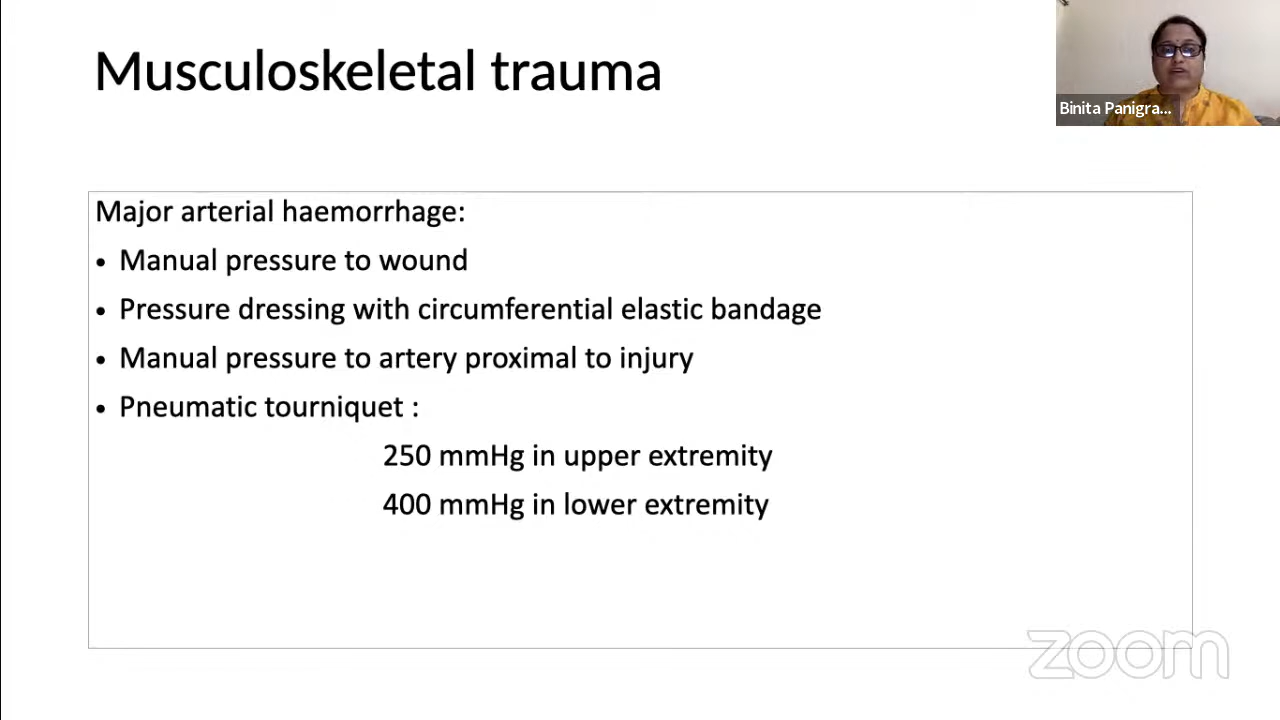 Musculoskeletal trauma
Binita Panigra...
Major arterial haemorrhage:
• Manual pressure to wound
• Pressure dressing with circumferential elastic bandage
• Manual pressure to artery proximal to injury
• Pneumatic tourniquet :
250 mmHg in upper extremity
400 mmHg in lower extremity
zoom